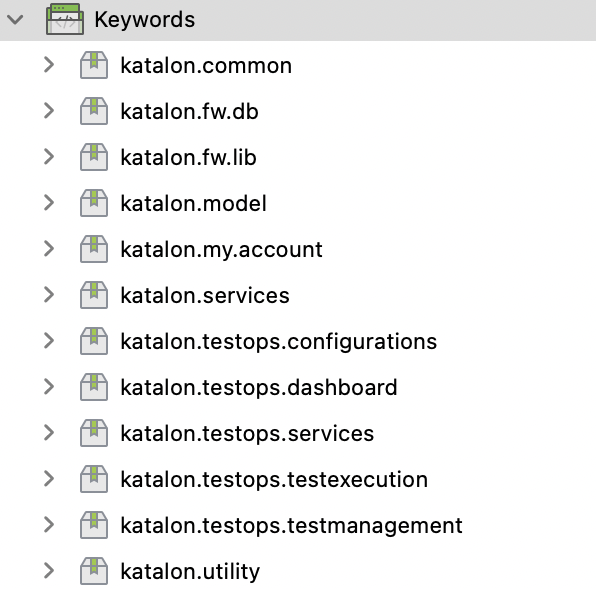 Keywords
katalon.common
katalon.fw.db
katalon.fw.lib
katalon.model
katalon.my.account
katalon.services
katalon.testops.configurations
katalon.testops.dashboard
katalon.testops.services
katalon.testops.testexecution
katalon.testops.testmanagement
katalon.utility